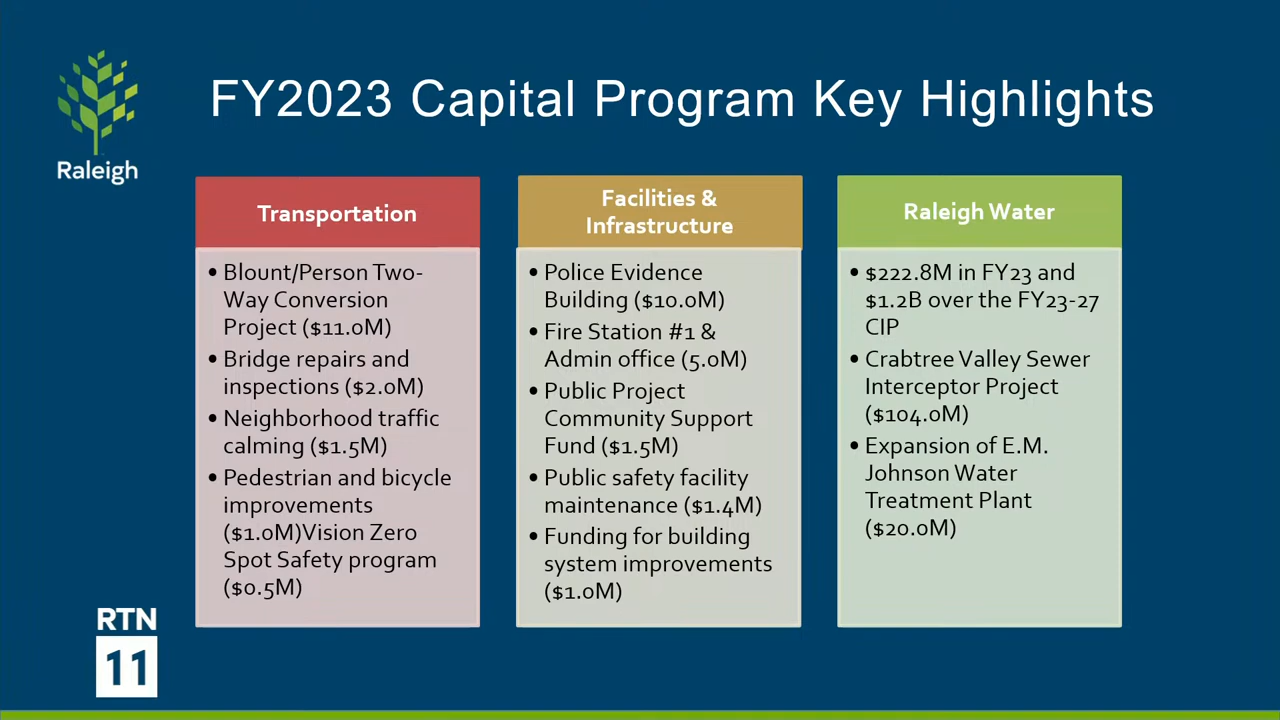 Raleigh
FY2023 Capital Program Key Highlights
Transportation
• Blount/Person Two-
Way Conversion
Project ($11.0M)
• Bridge repairs and
inspections ($2.0M)
• Neighborhood traffic
calming ($1.5M)
• Pedestrian and bicycle
improvements
($1.0M)Vision Zero
Spot Safety program
($0.5M)
Facilities &
Infrastructure
• Police Evidence
Building ($10.0M)
• Fire Station #1 &
Admin office (5.0M)
• Public Project
Community Support
Fund ($1.5M)
• Public safety facility
maintenance ($1.4M)
• Funding for building
system improvements
($1.0M)
Raleigh Water
• $222.8M in FY23 and
$1.2B over the FY23-27
CIP
• Crabtree Valley Sewer
Interceptor Project
($104.0M)
• Expansion of E.M.
Johnson Water
Treatment Plant
($20.0M)
RTN
11